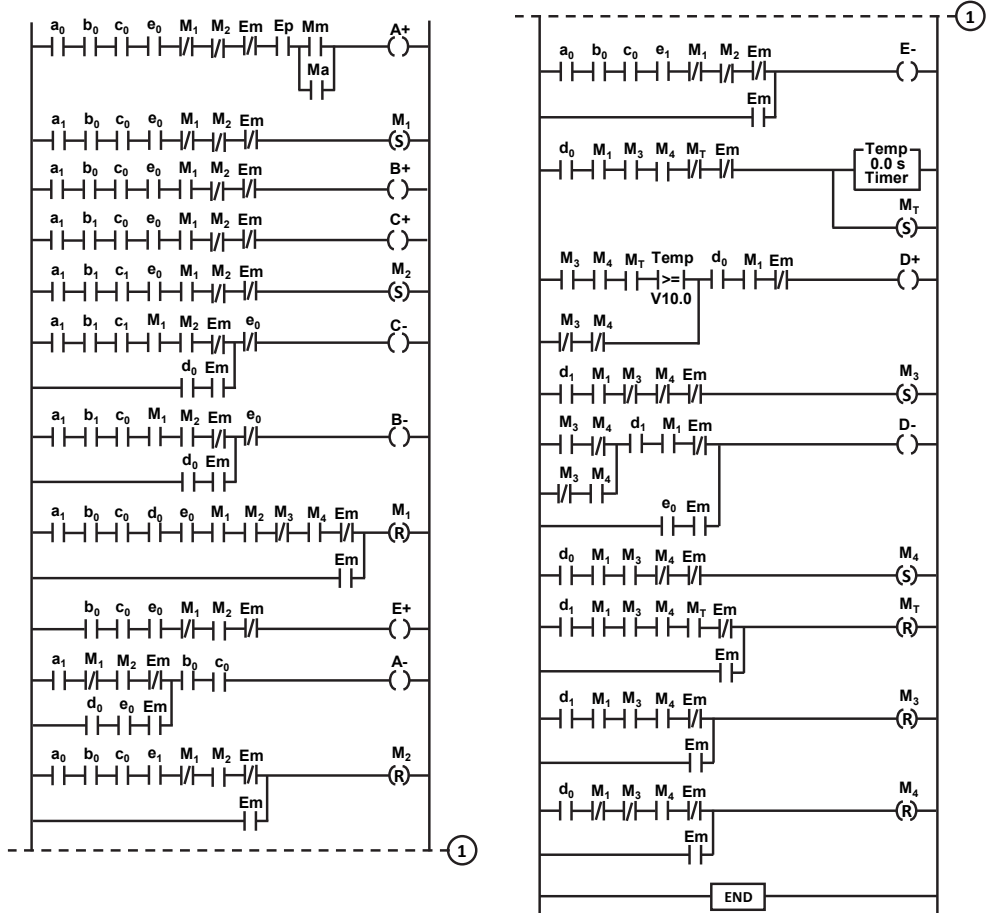 a0 b0 c0 e0 M1 M2 Em Ep Mm A+
Ma
a1 b0 c0 e0 M1 M2 Em M1
S
a1 b0 c0 e0 M1 M2 Em B+
a1 b1 c0 e0 M1 M2 Em C+
a1 b1 c1 e0 M1 M2 Em M2
S
a1 b1 c1 M1 M2 Em e0 C-
d0 Em
a1 b1 c0 M1 M2 Em e0 B-
d0 Em
a1 b0 c0 d0 e0 M1 M2 M3 M4 Em M1
R
Em
b0 c0 e0 M1 M2 Em E+
a1 M1 M2 Em b0 c0 A-
d0 e0 Em
a0 b0 c0 e1 M1 M2 Em M2
R
Em
1
1
a0 b0 c0 e1 M1 M2 Em E-
Em
d0 M1 M3 M4 MT Em
Temp
0.0 s
Timer
MT
S
M3 M4 MT Temp d0 M1 Em D+
>=
V10.0
M3 M4
d1 M1 M3 M4 Em M3
S
M3 M4 d1 M1 Em D-
M3 M4
e0 Em
d0 M1 M3 M4 Em M4
S
d1 M1 M3 M4 MT Em MT
R
Em
d1 M1 M3 M4 Em M3
R
Em
d0 M1 M3 M4 Em M4
R
Em
END